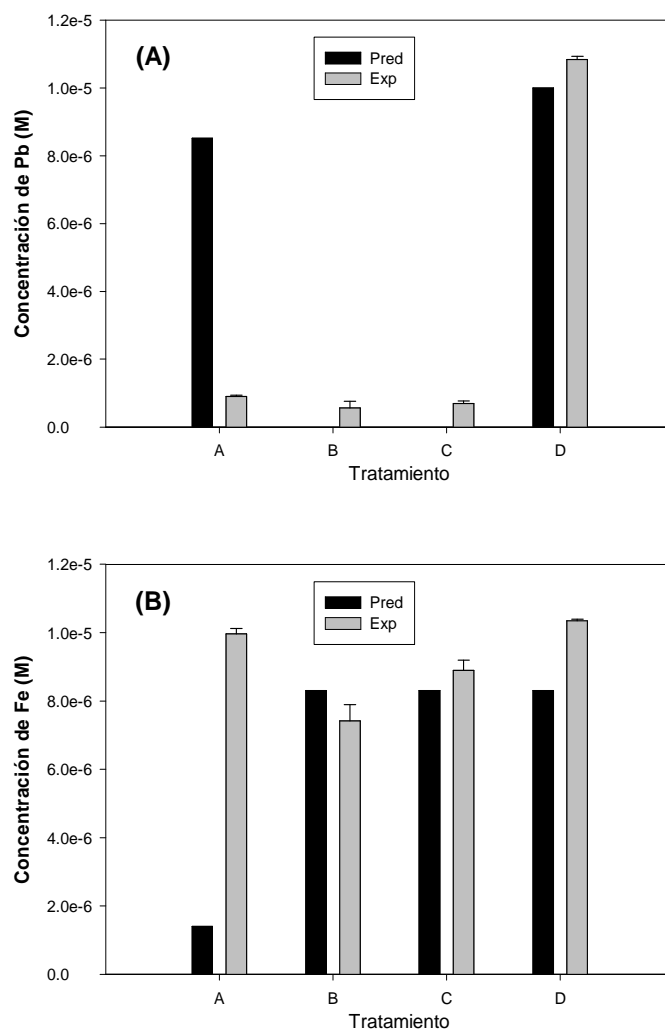 (A)
Pred
Exp
Concentración de Pb (M)
1.2e-5
1.0e-5
8.0e-6
6.0e-6
4.0e-6
2.0e-6
0.0
A B C D
Tratamiento
(B)
Pred
Exp
Concentración de Fe (M)
1.2e-5
1.0e-5
8.0e-6
6.0e-6
4.0e-6
2.0e-6
0.0
A B C D
Tratamiento